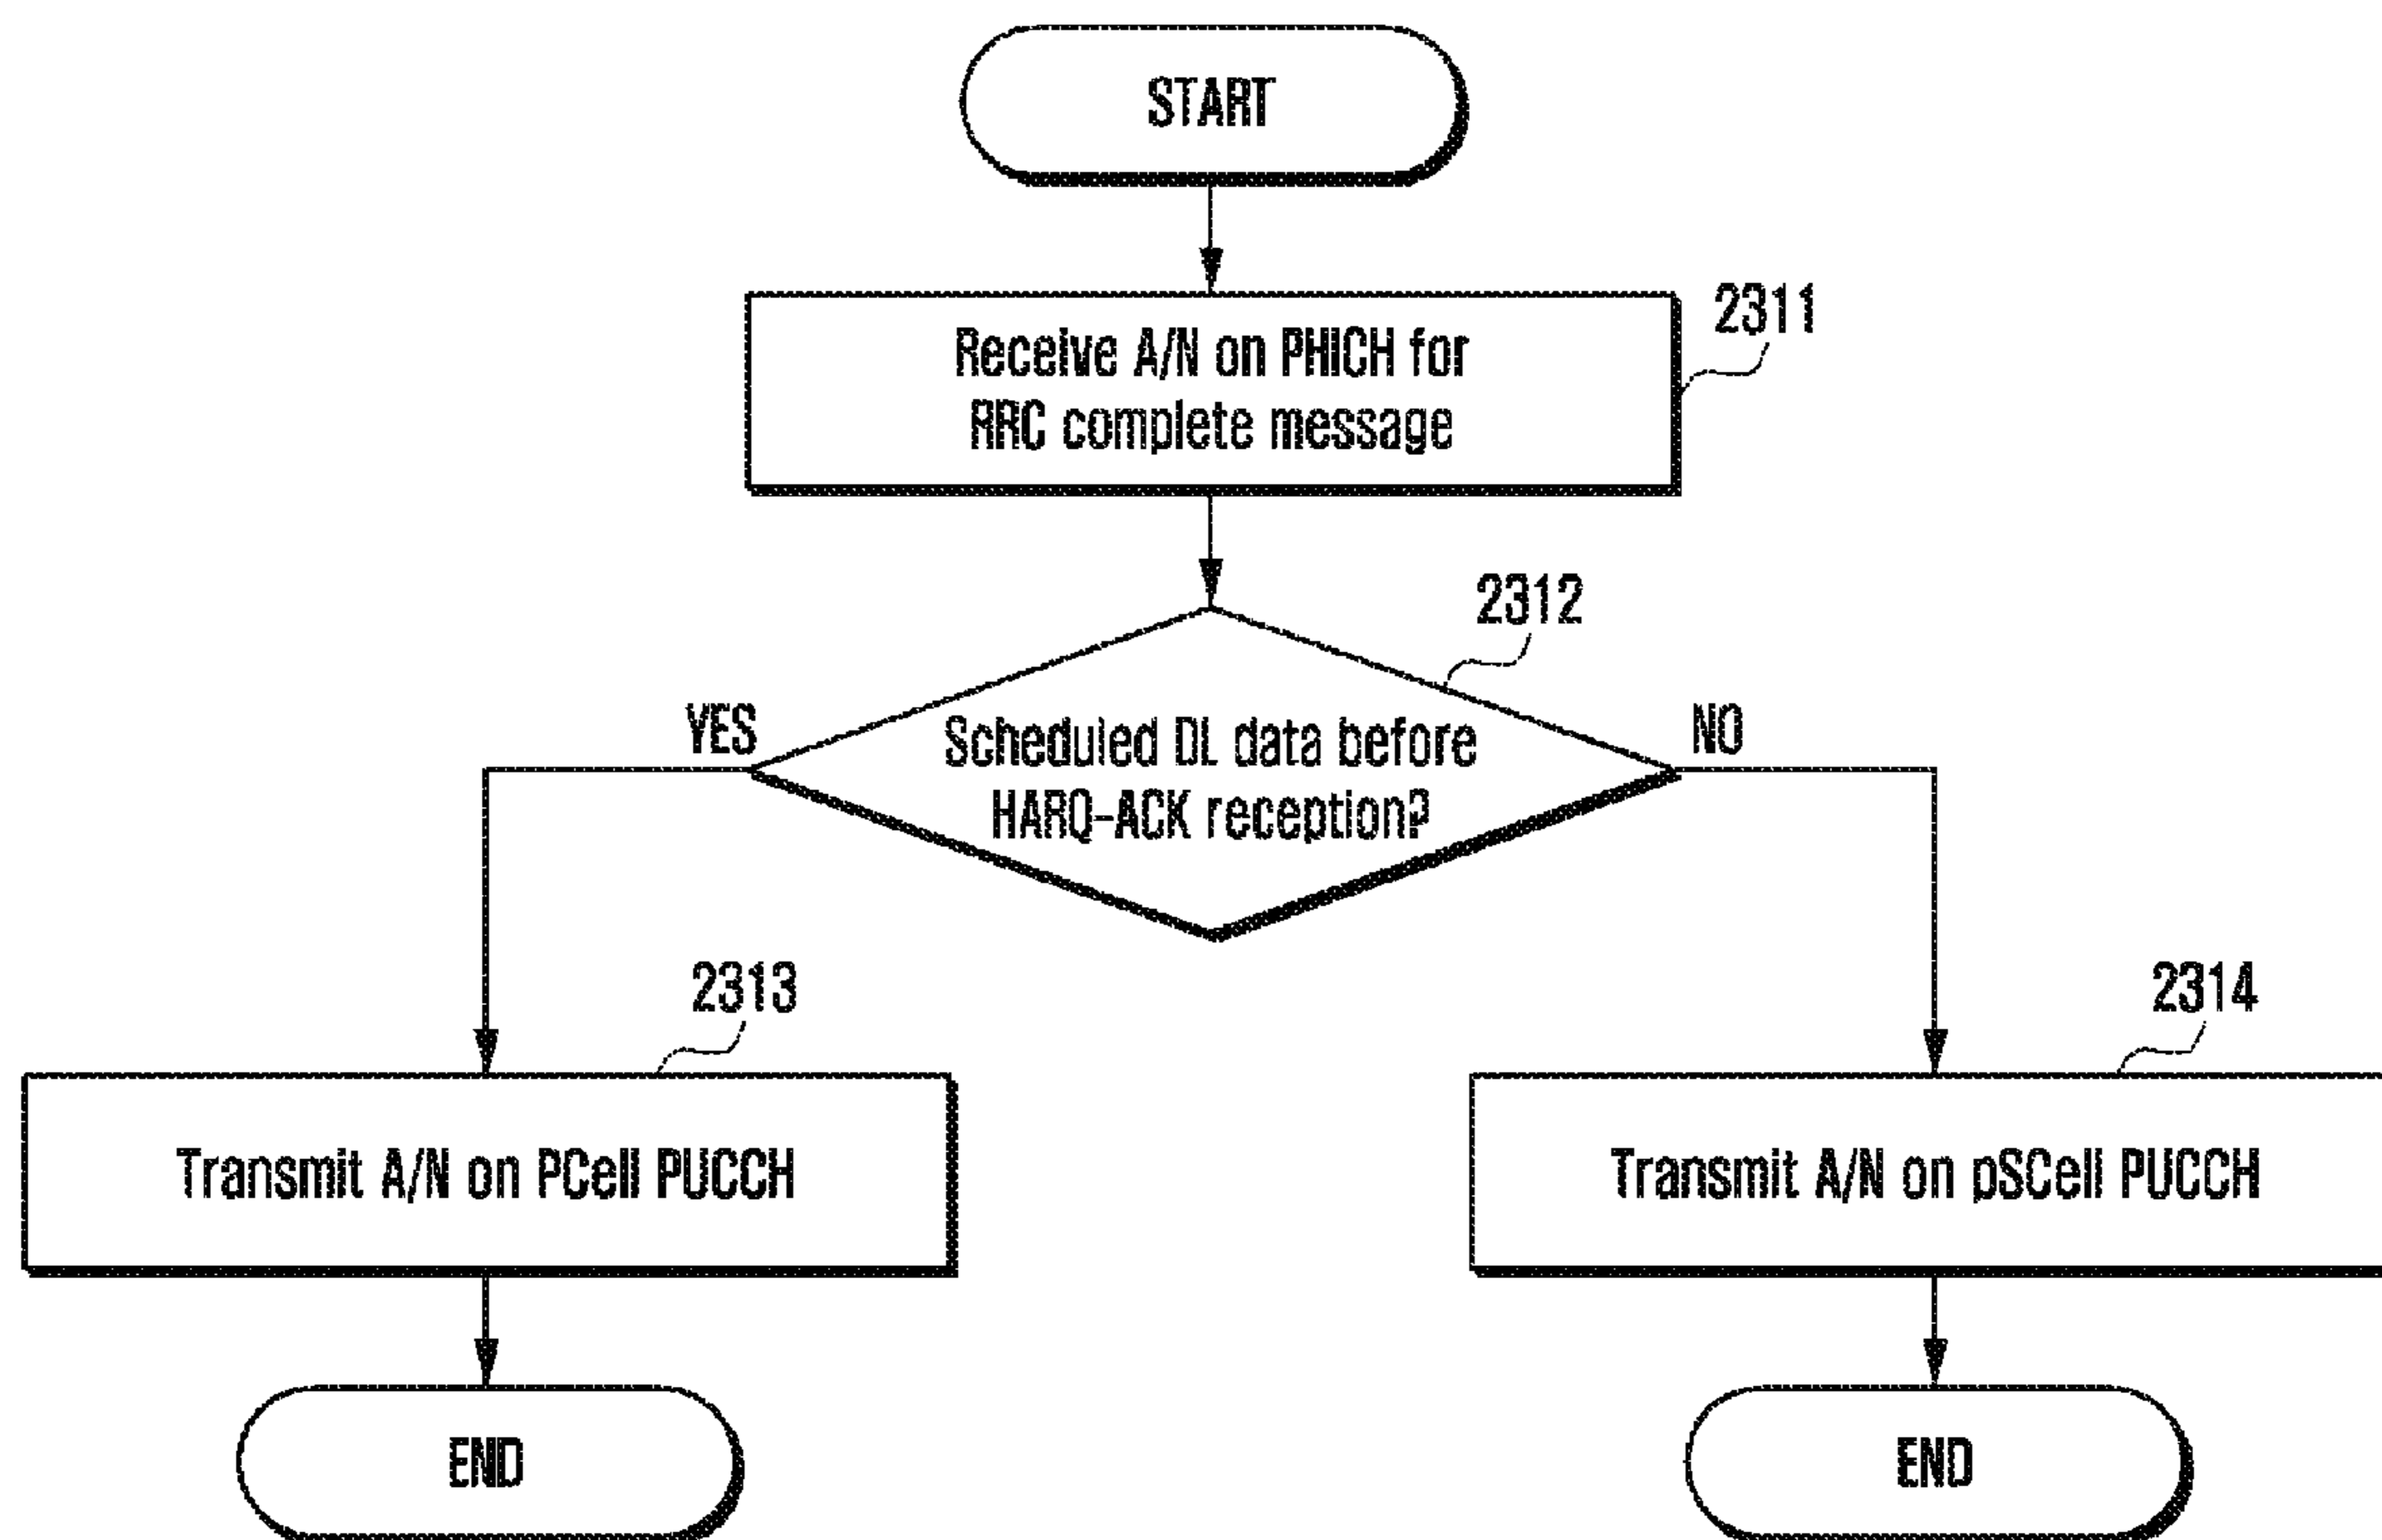 START
Receive A/N on PHICH for
RRC complete message
2311
2312
Scheduled DL data before
HARQ-ACK reception?
YES
NO
2313
Transmit A/N on PCell PUCCH
2314
Transmit A/N on pSCell PUCCH
END
END